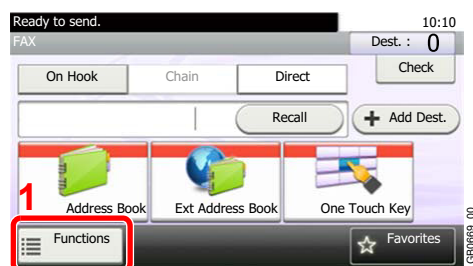 Ready to send.
10:10
FAX
Dest. : 0
On Hook
Chain
Direct
Check
Recall
Add Dest.
1
Address Book
Ext Address Book
One Touch Key
Functions
Favorites
GB0669_00